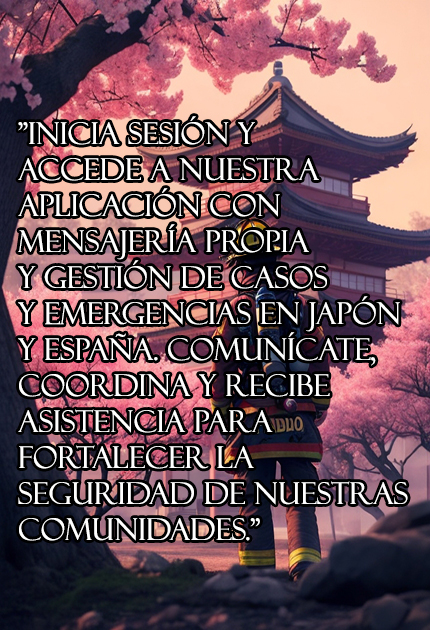 "INICIA SESIÓN Y
ACCEDE A NUESTRA
APLICACIÓN CON
MENSAJERÍA PROPIA
Y GESTIÓN DE CASOS
Y EMERGENCIAS EN JAPÓN
Y ESPAÑA. COMUNÍCATE,
COORDINA Y RECIBE
ASISTENCIA PARA
FORTALECER LA
SEGURIDAD DE NUESTRAS
COMUNIDADES."